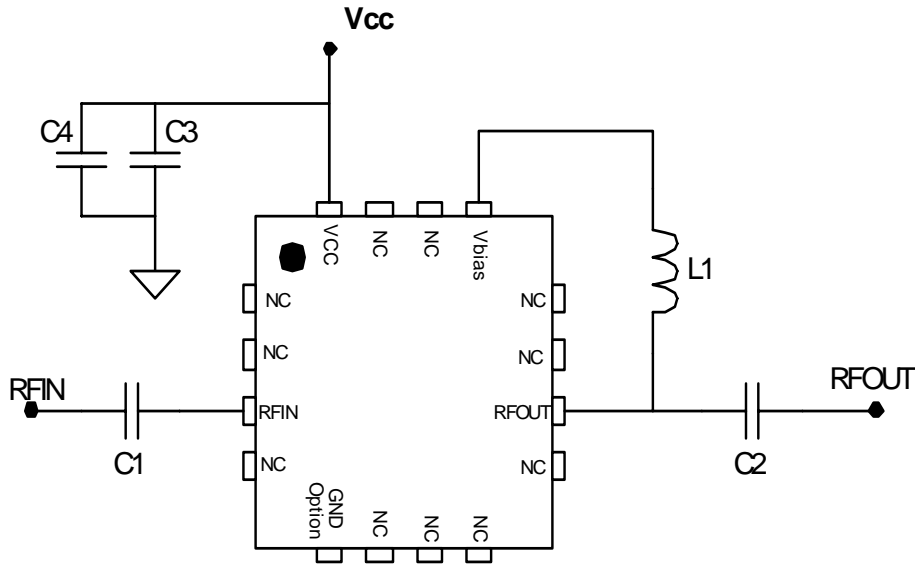 Vcc
C4
C3
VCC
NC
NC
Vbias
L1
NC
NC
NC
NC
RFIN
RFIN
RFOUT
RFOUT
C1
NC
NC
C2
GND
Option
NC
NC
NC